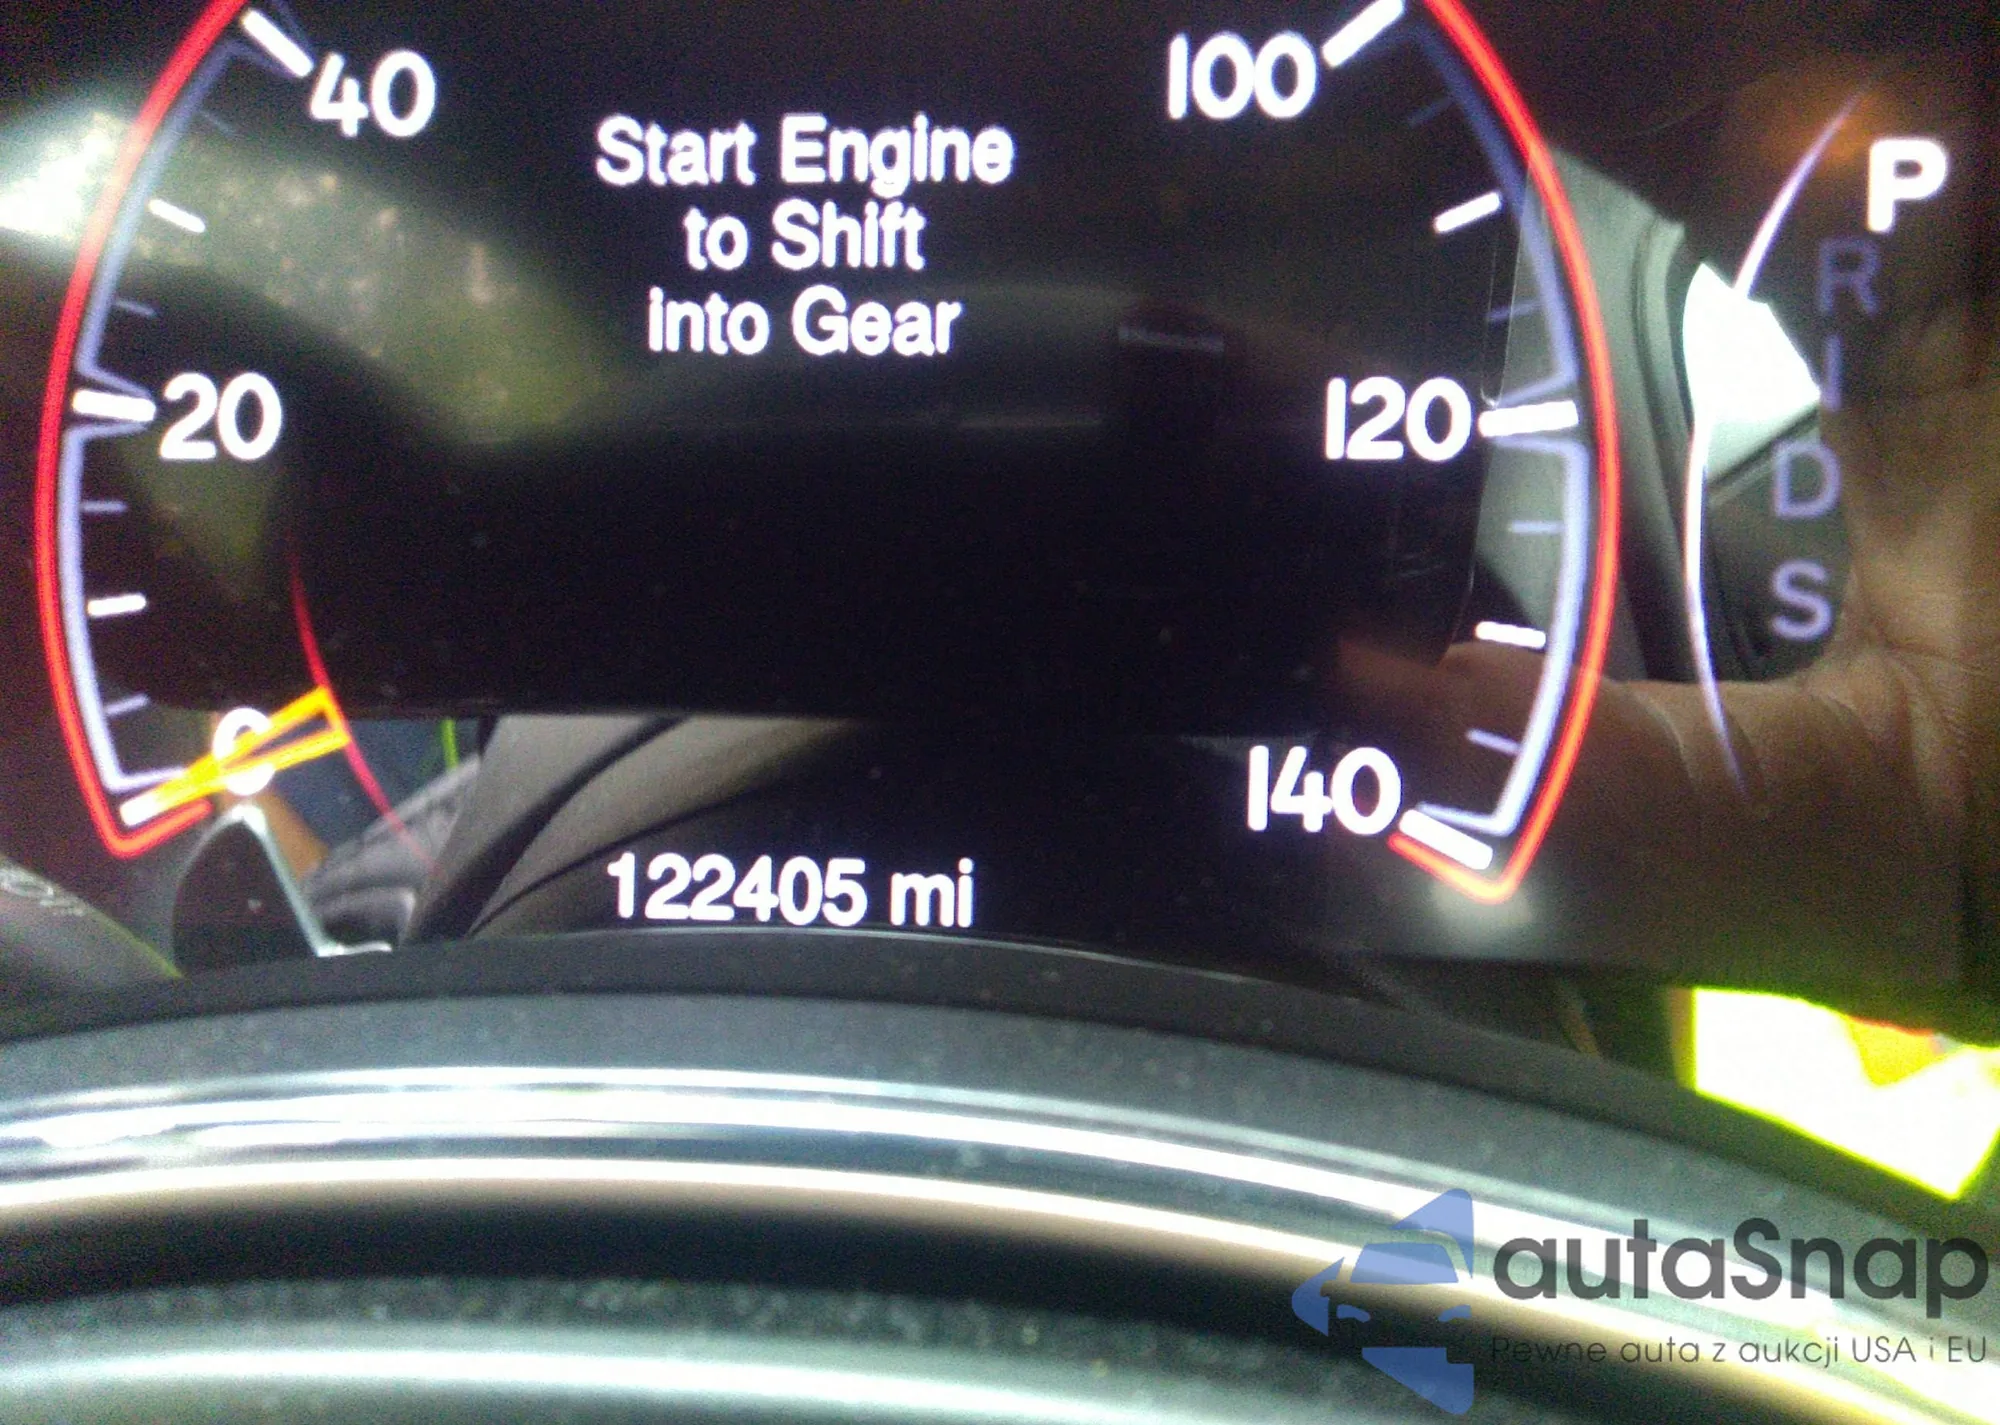 40
100
Start Engine
to Shift
into Gear
P
R
20
120
D
S
0
140
122405 mi
autaSnap
Pewne auta z aukcji USA i EU